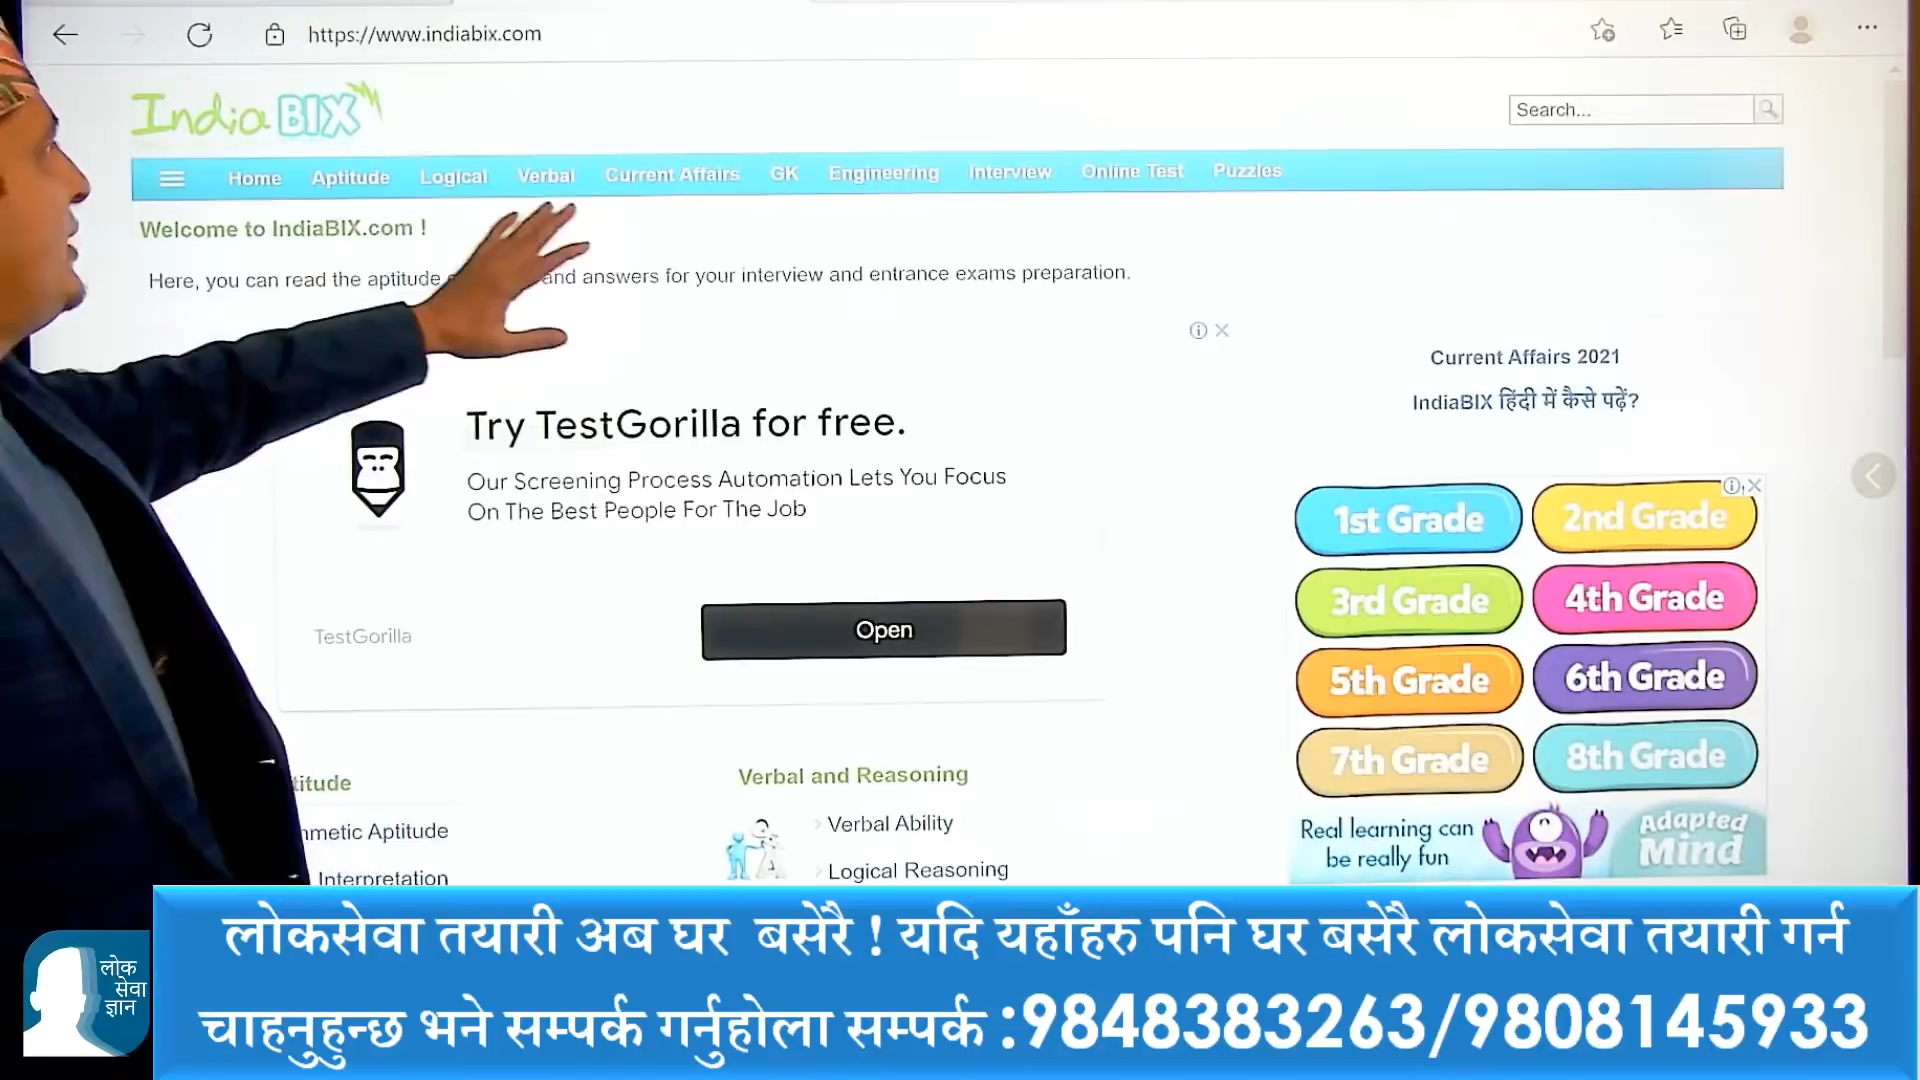 https://www.indiabix.com
India BIX
Search...
Home Aptitude Logical Verbal Current Affairs GK Engineering Interview Online Test Puzzles
Welcome to IndiaBIX.com !
Here, you can read the aptitude and answers for your interview and entrance exams preparation.
Current Affairs 2021
IndiaBIX हिंदी में कैसे पढ़ें?
Try TestGorilla for free.
Our Screening Process Automation Lets You Focus
On The Best People For The Job
TestGorilla
Open
1st Grade 2nd Grade
3rd Grade 4th Grade
5th Grade 6th Grade
7th Grade 8th Grade
Real learning can
be really fun
Adapted
Mind
titude
Verbal and Reasoning
hmetic Aptitude
Verbal Ability
Interpretation
Logical Reasoning
लोकसेवा तयारी अब घर बसेरै ! यदि यहाँहरु पनि घर बसेरै लोकसेवा तयारी गर्न
चाहनुहुन्छ भने सम्पर्क गर्नुहोला सम्पर्क :9848383263/9808145933
लोक
सेवा
ज्ञान